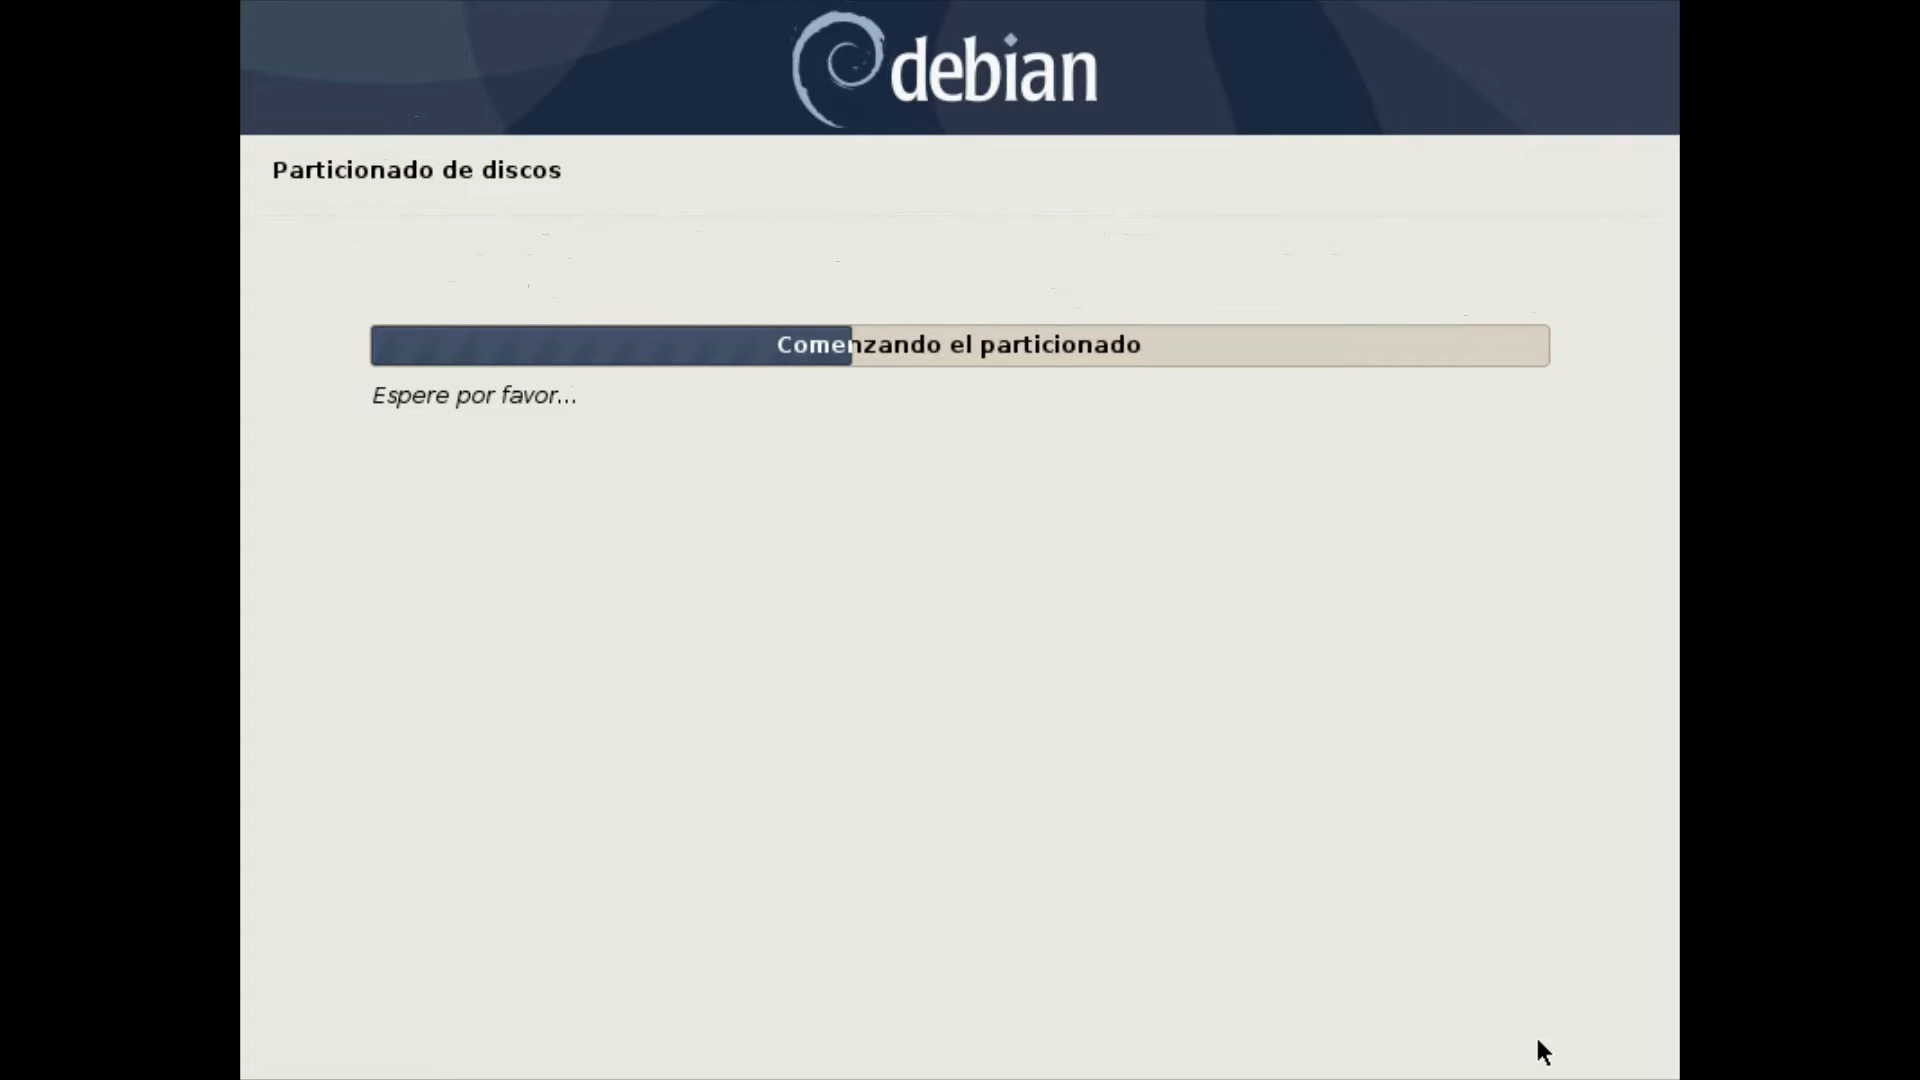 debian
Particionado de discos
Comenzando el particionado
Espere por favor...